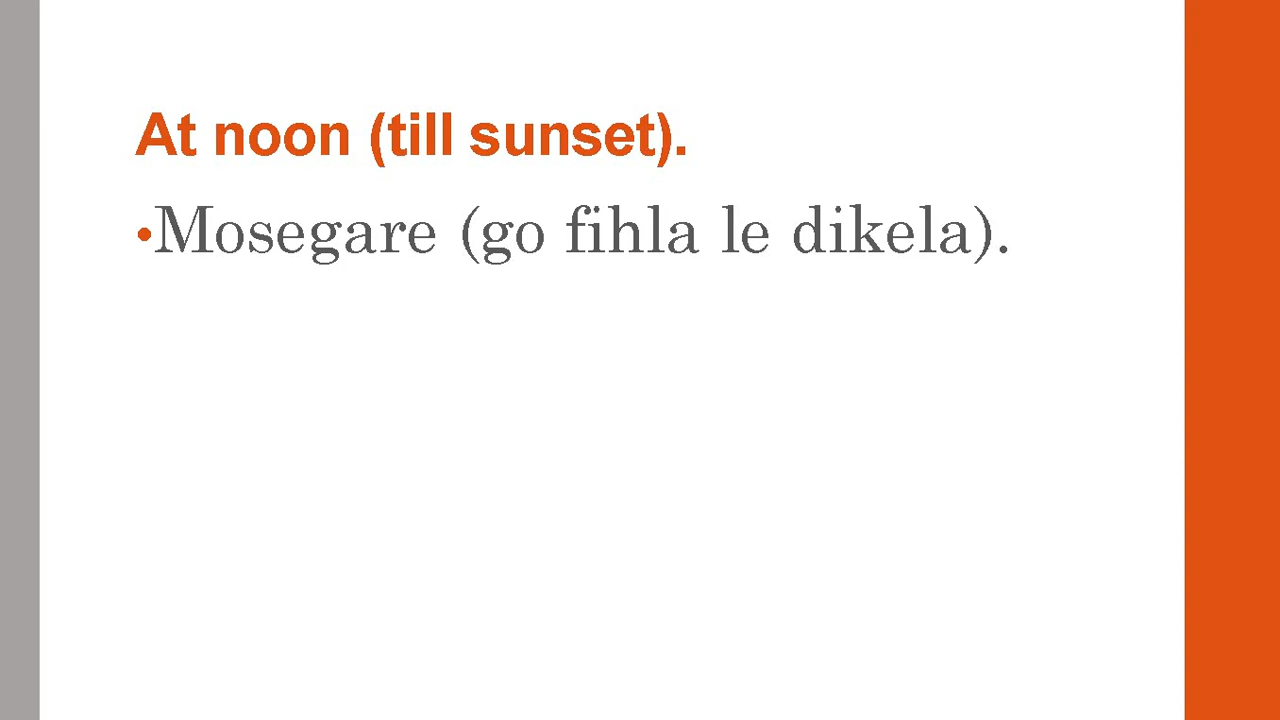 At noon (till sunset).
•Mosegare (go fihla le dikela).